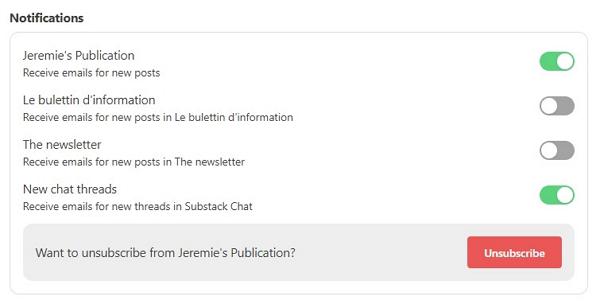 Notifications
Jeremie's Publication
Receive emails for new posts
Le bulettin d'information
Receive emails for new posts in Le bulettin d'information
The newsletter
Receive emails for new posts in The newsletter
New chat threads
Receive emails for new threads in Substack Chat
Want to unsubscribe from Jeremie's Publication?
Unsubscribe